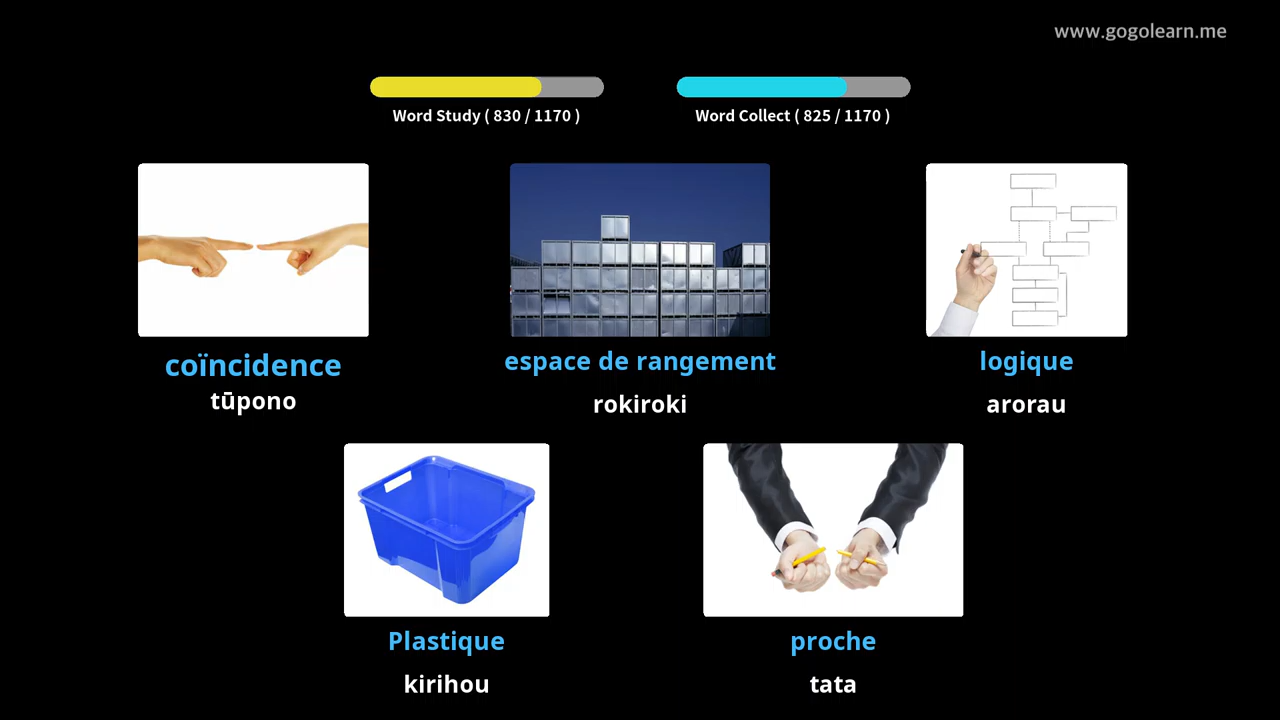 www.gogolearn.me
Word Study ( 830 / 1170 )
Word Collect ( 825 / 1170 )
coïncidence
tūpono
espace de rangement
rokiroki
logique
arorau
Plastique
kirihou
proche
tata